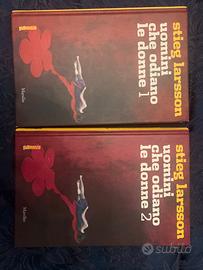 stieg larsson
uomini
che odiano
le donne 1
Marsilio
stieg larsson
uomini
che odiano
le donne 2
Marsilio
subito